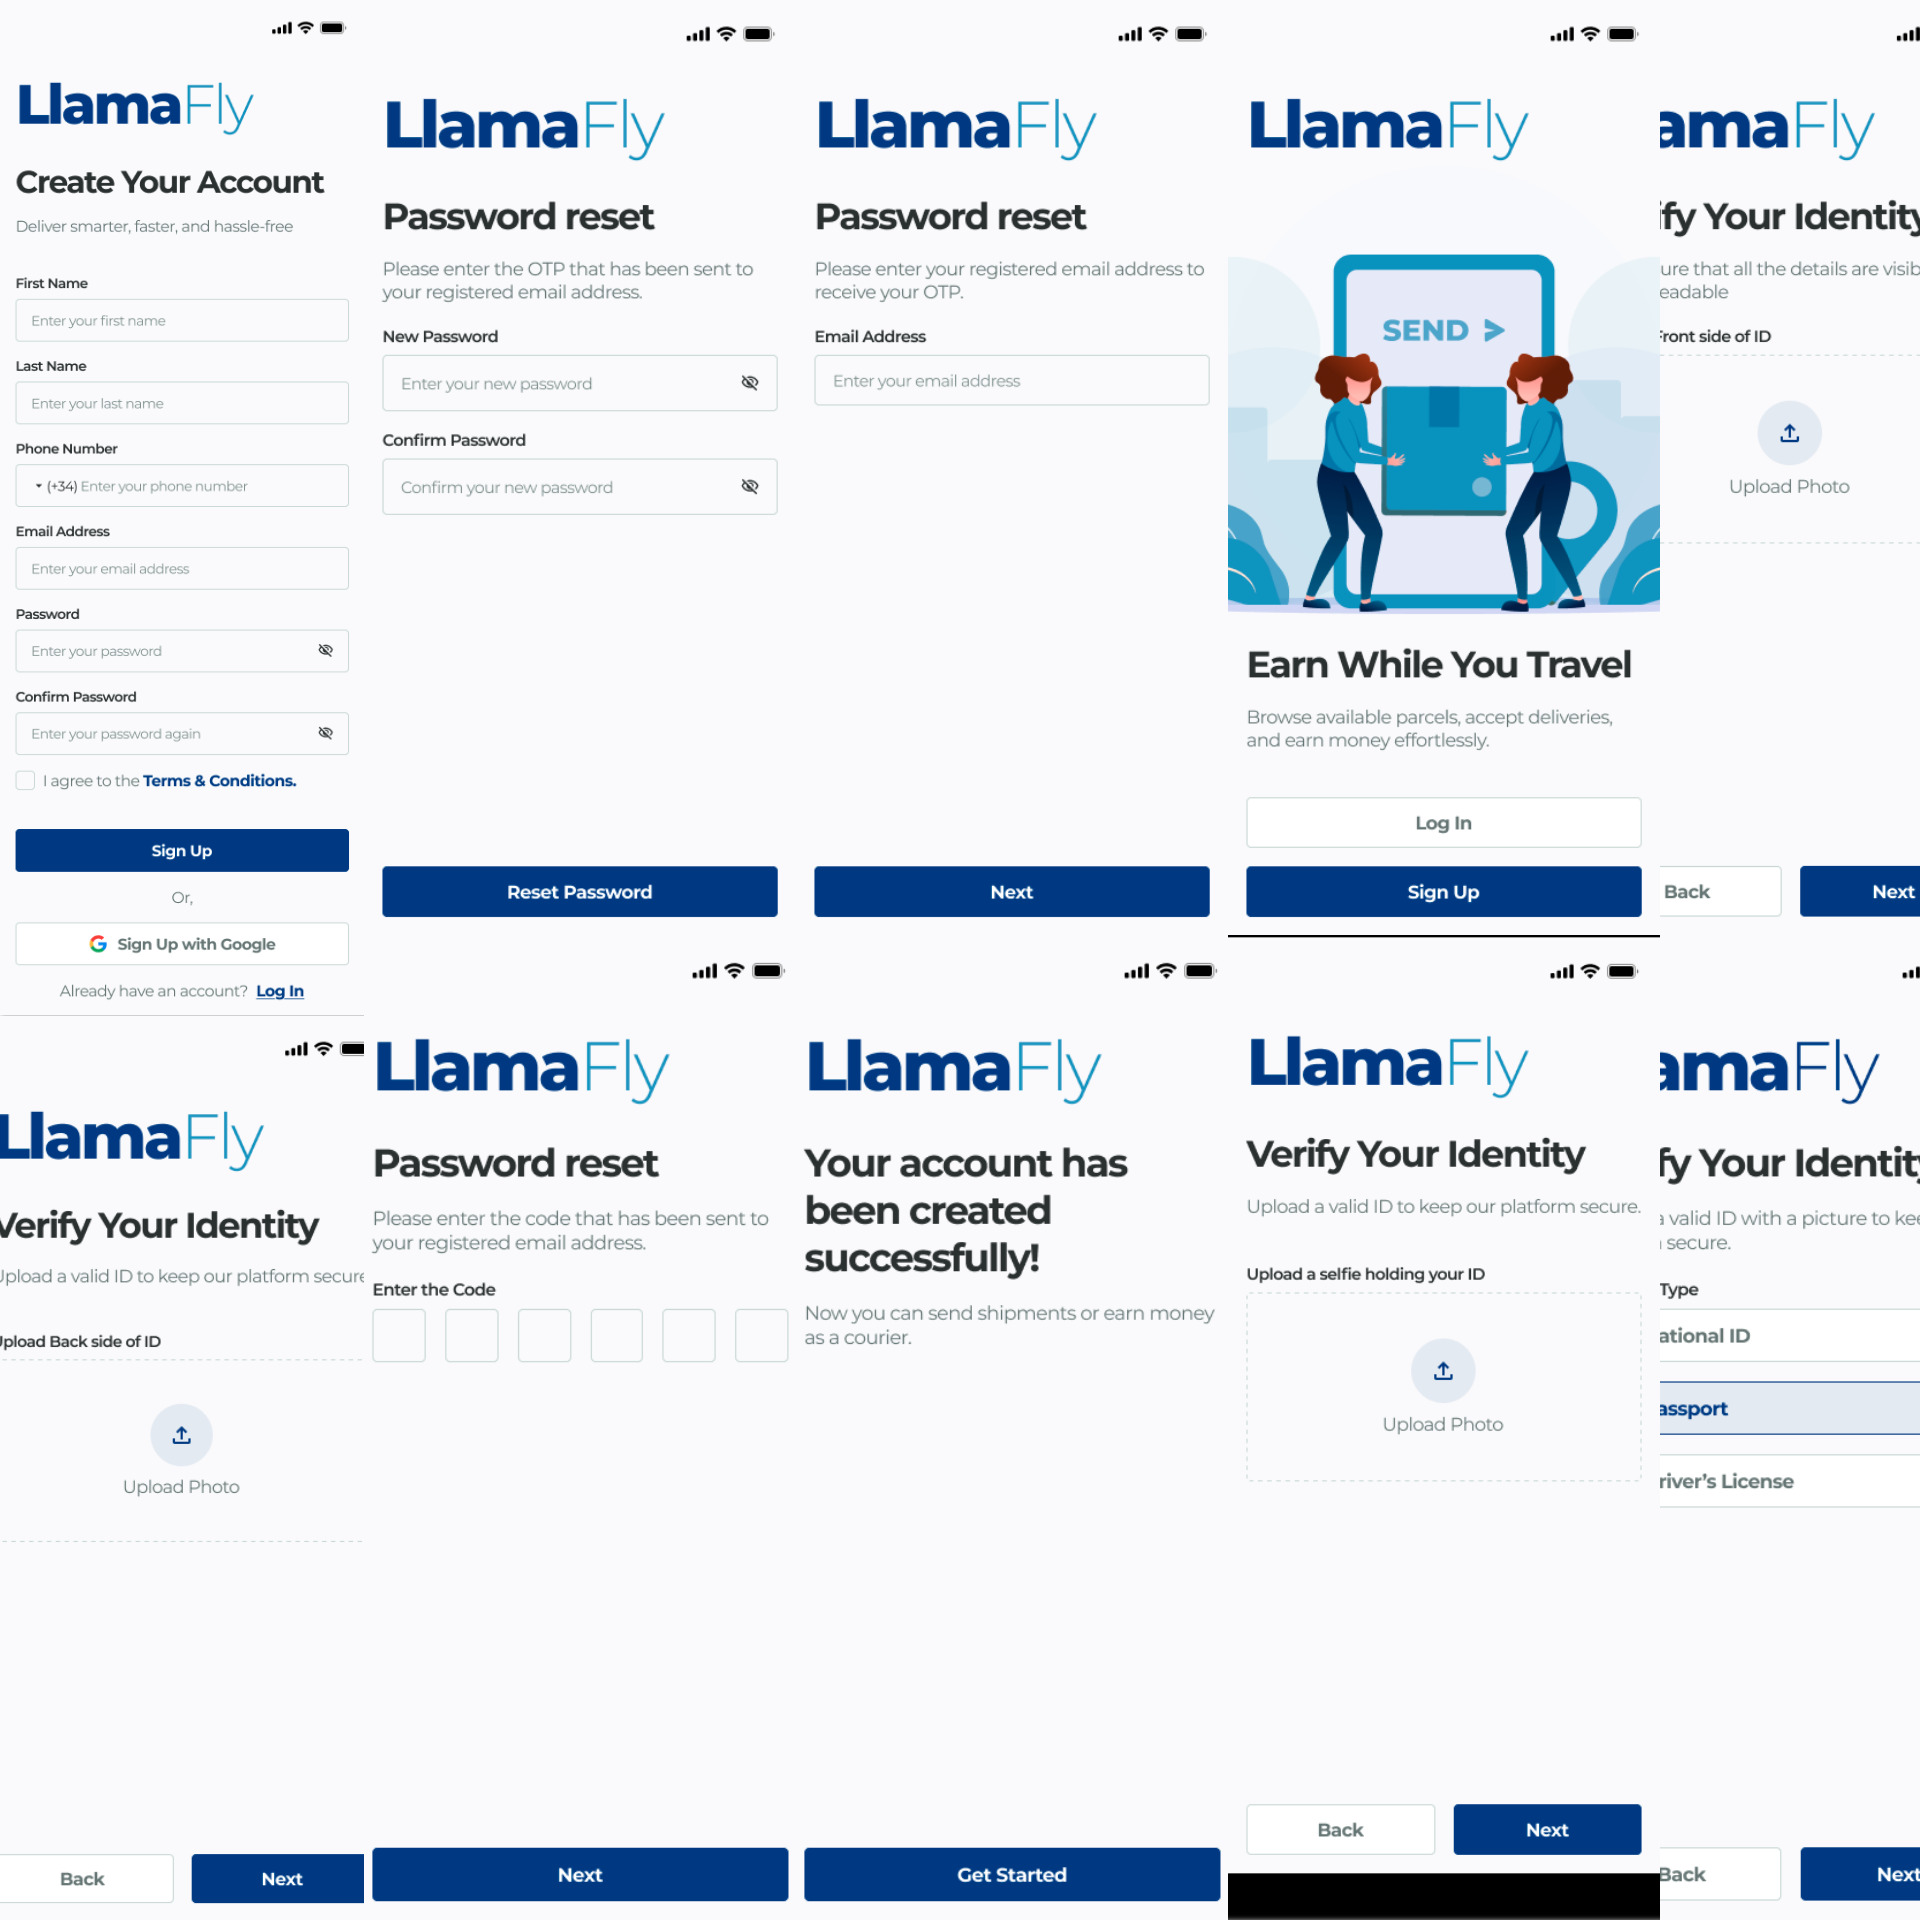 LlamaFly
Create Your Account
Deliver smarter, faster, and hassle-free
First Name
Enter your first name
Last Name
Enter your last name
Phone Number
(+34) Enter your phone number
Email Address
Enter your email address
Password
Enter your password
Confirm Password
Enter your password again
I agree to the Terms & Conditions.
Sign Up
Or,
Sign Up with Google
Already have an account? Log In
LlamaFly
Password reset
Please enter the OTP that has been sent to
your registered email address.
New Password
Enter your new password
Confirm Password
Confirm your new password
Reset Password
LlamaFly
Password reset
Please enter your registered email address to
receive your OTP.
Email Address
Enter your email address
Next
LlamaFly
SEND
Earn While You Travel
Browse available parcels, accept deliveries,
and earn money effortlessly.
Log In
Sign Up
amaFly
ify Your Identity
ure that all the details are visib
eadable
Front side of ID
Upload Photo
Back
Next
LlamaFly
Verify Your Identity
Upload a valid ID to keep our platform secure
Upload Back side of ID
Upload Photo
Back
Next
LlamaFly
Password reset
Please enter the code that has been sent to
your registered email address.
Enter the Code
Next
LlamaFly
Your account has
been created
successfully!
Now you can send shipments or earn money
as a courier.
Get Started
LlamaFly
Verify Your Identity
Upload a valid ID to keep our platform secure.
Upload a selfie holding your ID
Upload Photo
Back
Next
amaFly
fy Your Identity
a valid ID with a picture to kee
secure.
Type
ational ID
assport
river's License
Back
Next